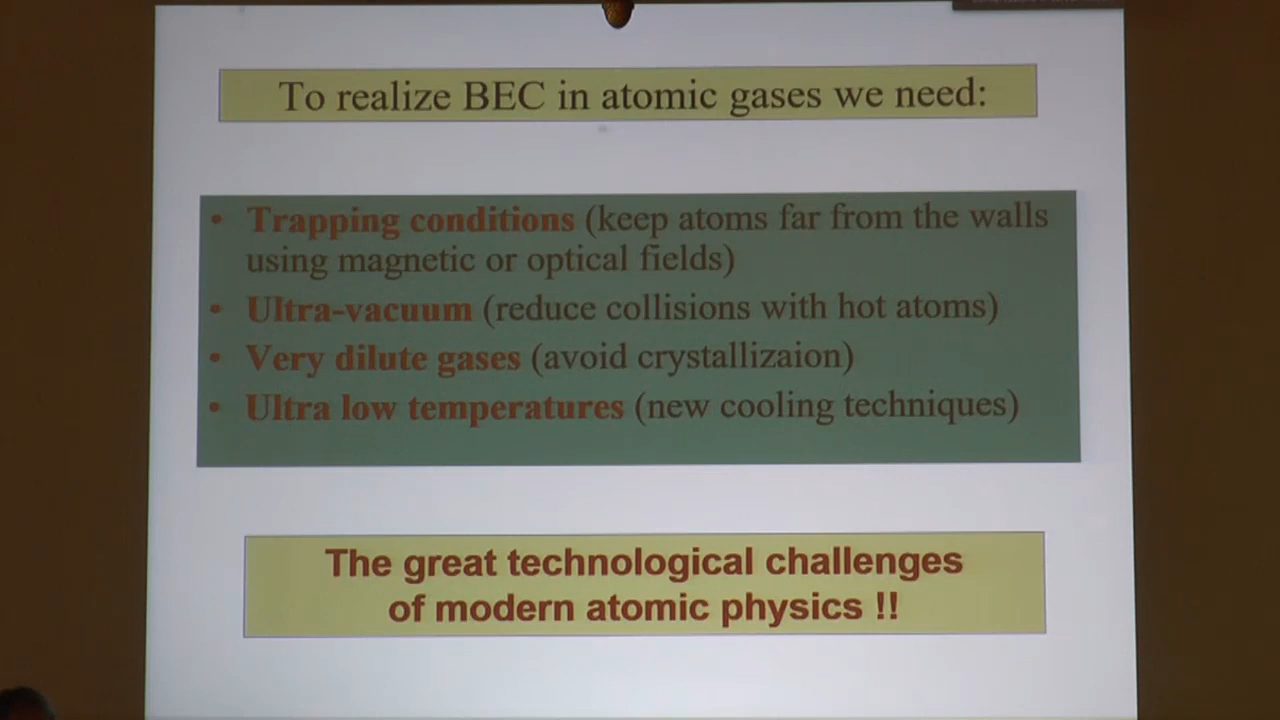 To realize BEC in atomic gases we need:
• Trapping conditions (keep atoms far from the walls
using magnetic or optical fields)
• Ultra-vacuum (reduce collisions with hot atoms)
• Very dilute gases (avoid crystallizaion)
• Ultra low temperatures (new cooling techniques)
The great technological challenges
of modern atomic physics !!